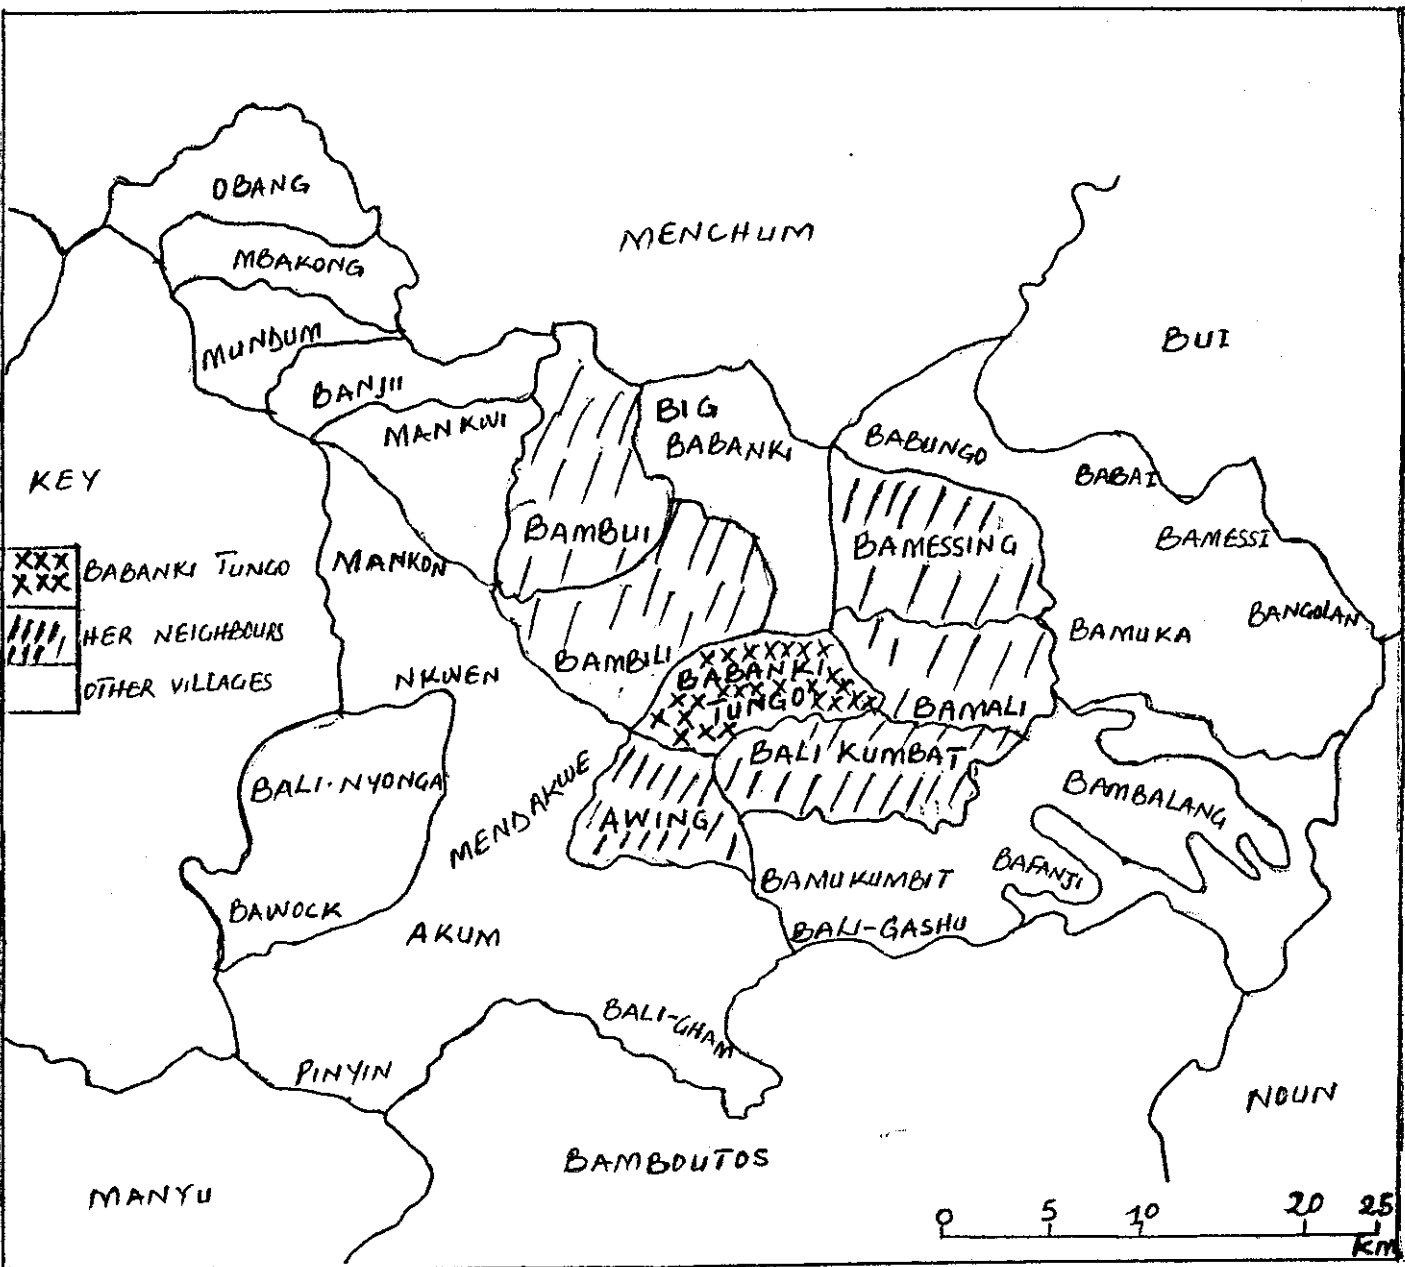 OBANG
MENCHUM
MBAKONG
MUNDUM
BUI
BANJII
MANKWI
BIG
BABANKI
BABUNGO
BABAI
KEY
BAMBUI
BAMESSING
BAMESSI
XXX
XXX
BABANKI TUNGO
MANKON
BANGOLAN
HER NEIGHBOURS
BAMUKA
OTHER VILLAGES
NKWEN
BAMBILI
BABANKI
TUNGO
BAMALI
BALI KUMBAT
BALI-NYONGA
MENDAKWE
BAMBALANG
AWING
BAFANJI
BAMUKUMBIT
BAWOCK
AKUM
BALI-GASHU
BALI-GHAM
PINYIN
NOUN
BAMBOUTOS
MANYU
0 5 10 20 25
Km